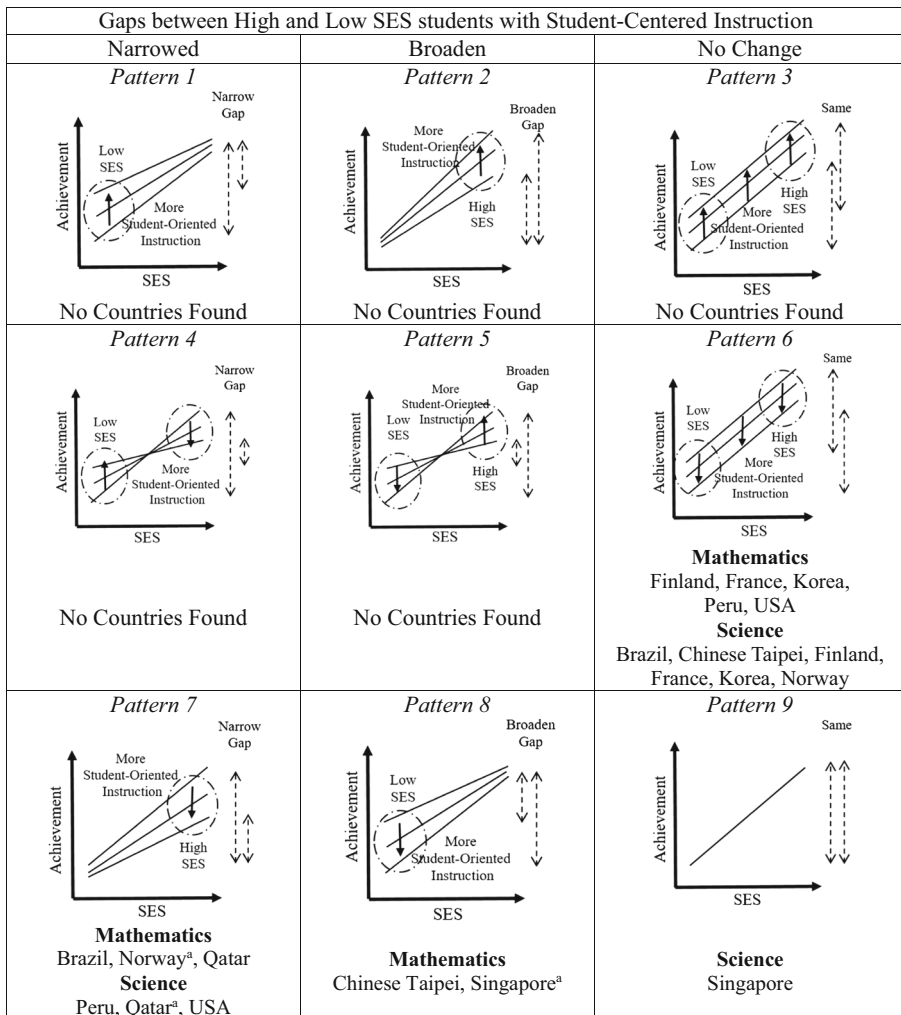 Gaps between High and Low SES students with Student-Centered Instruction
Narrowed
Broaden
No Change
Pattern 1
Narrow
Gap
Low
SES
More
Student-Oriented
Instruction
Achievement
SES
No Countries Found
Pattern 2
Broaden
Gap
More
Student-Oriented
Instruction
High
SES
Achievement
SES
No Countries Found
Pattern 3
Same
Low
SES
High
SES
More
Student-Oriented
Instruction
Achievement
SES
No Countries Found
Pattern 4
Narrow
Gap
Low
SES
High
SES
More
Student-Oriented
Instruction
Achievement
SES
No Countries Found
Pattern 5
Broaden
Gap
More
Student-Oriented
Instruction
Low
SES
High
SES
Achievement
SES
No Countries Found
Pattern 6
Same
Low
SES
High
SES
More
Student-Oriented
Instruction
Achievement
SES
Mathematics
Finland, France, Korea,
Peru, USA
Science
Brazil, Chinese Taipei, Finland,
France, Korea, Norway
Pattern 7
Narrow
Gap
More
Student-Oriented
Instruction
High
SES
Achievement
SES
Mathematics
Brazil, Norwayᵃ, Qatar
Science
Peru, Qatarᵃ, USA
Pattern 8
Broaden
Gap
Low
SES
More
Student-Oriented
Instruction
Achievement
SES
Mathematics
Chinese Taipei, Singaporeᵃ
Pattern 9
Same
Achievement
SES
Science
Singapore